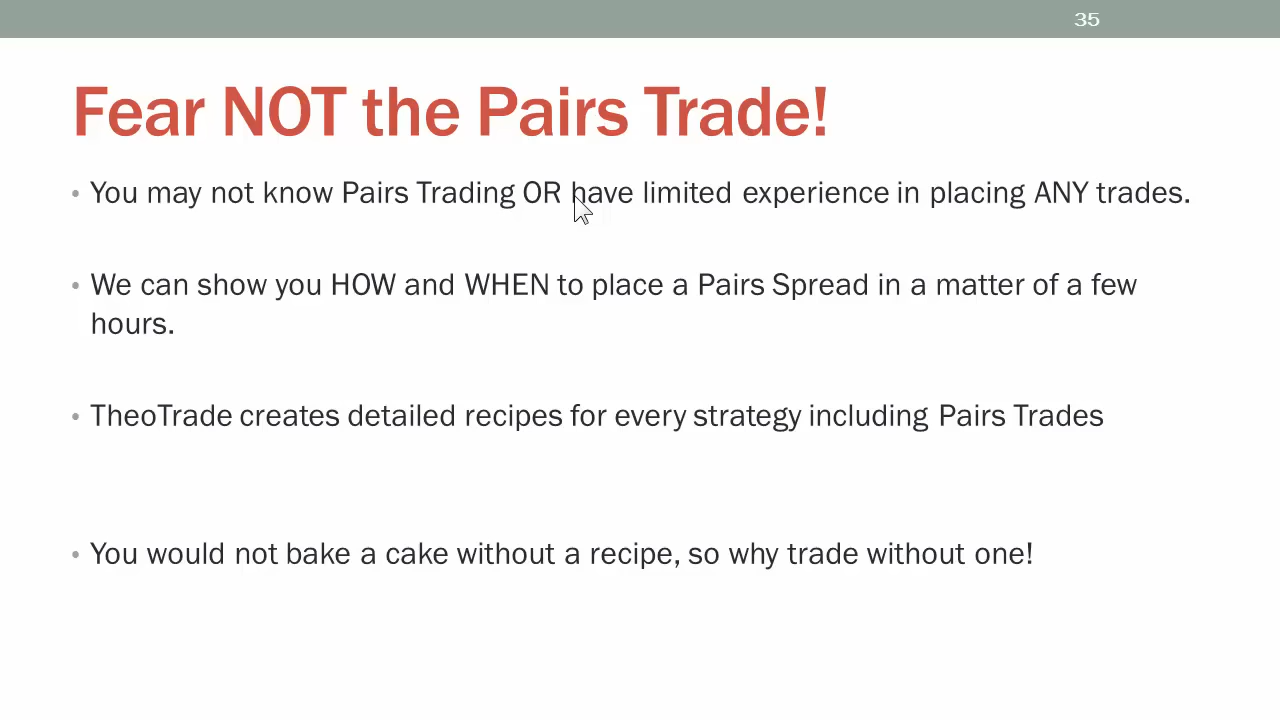 35
Fear NOT the Pairs Trade!
• You may not know Pairs Trading OR have limited experience in placing ANY trades.
• We can show you HOW and WHEN to place a Pairs Spread in a matter of a few
hours.
• TheoTrade creates detailed recipes for every strategy including Pairs Trades
• You would not bake a cake without a recipe, so why trade without one!